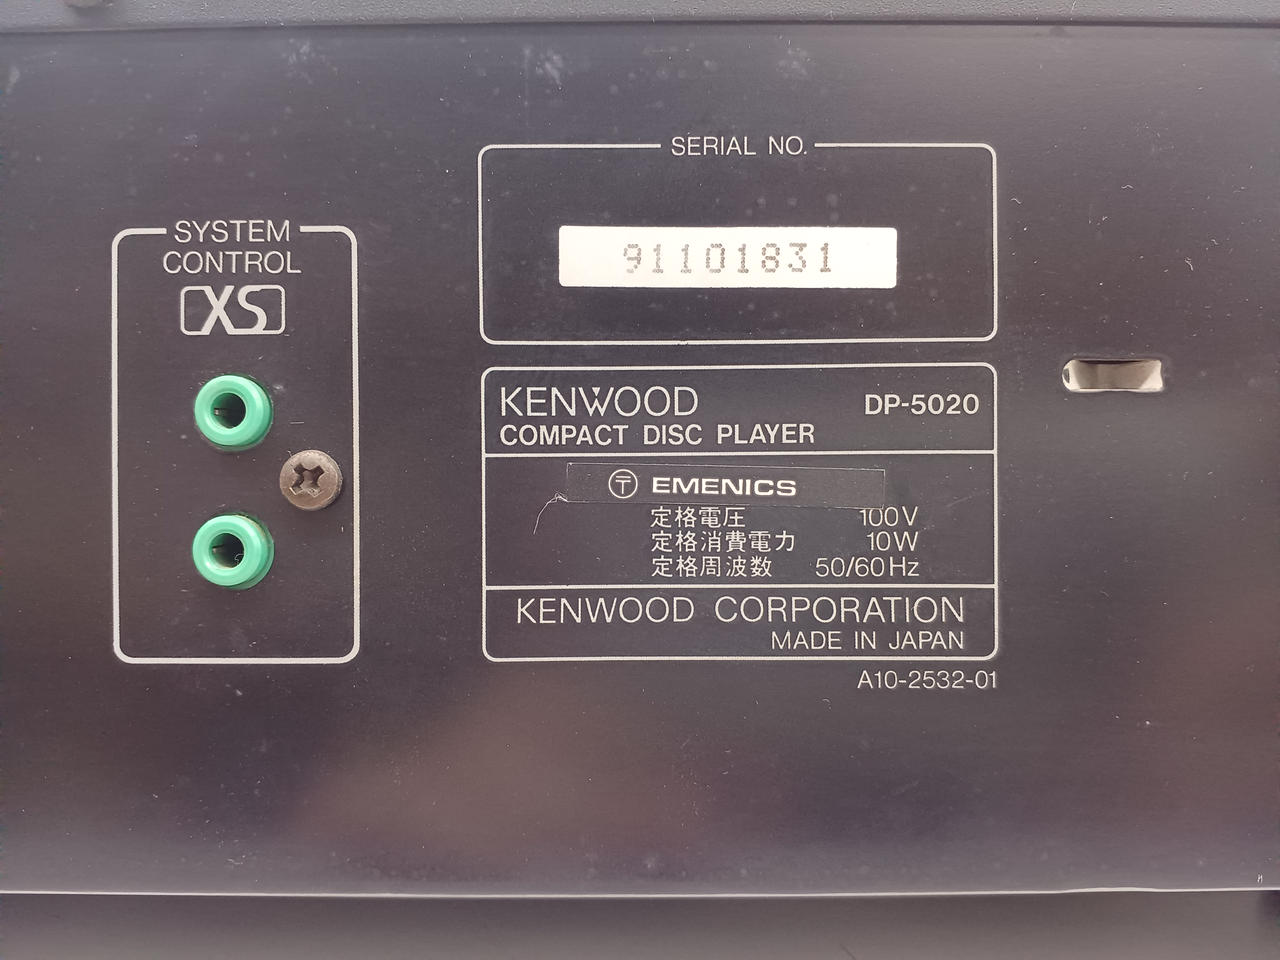 SYSTEM
CONTROL
XS
SERIAL NO.
91101831
KENWOOD DP-5020
COMPACT DISC PLAYER
〒 EMENICS
定格電圧 100V
定格消費電力 10W
定格周波数 50/60Hz
KENWOOD CORPORATION
MADE IN JAPAN
A10-2532-01